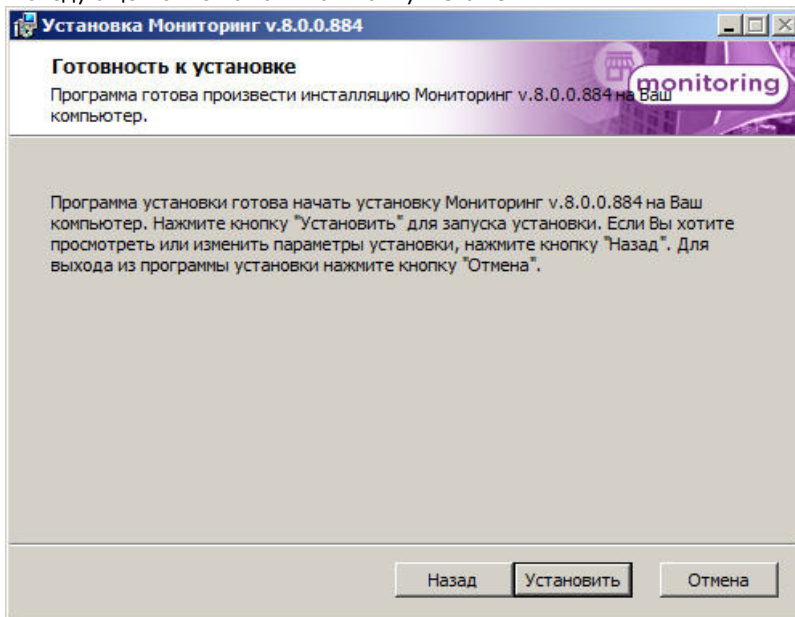 Установка Мониторинг v.8.0.0.884
Готовность к установке
Программа готова произвести инсталляцию Мониторинг v.8.0.0.884 на Ваш
компьютер.
monitoring
Программа установки готова начать установку Мониторинг v.8.0.0.884 на Ваш
компьютер. Нажмите кнопку "Установить" для запуска установки. Если Вы хотите
просмотреть или изменить параметры установки, нажмите кнопку "Назад". Для
выхода из программы установки нажмите кнопку "Отмена".
Назад
Установить
Отмена